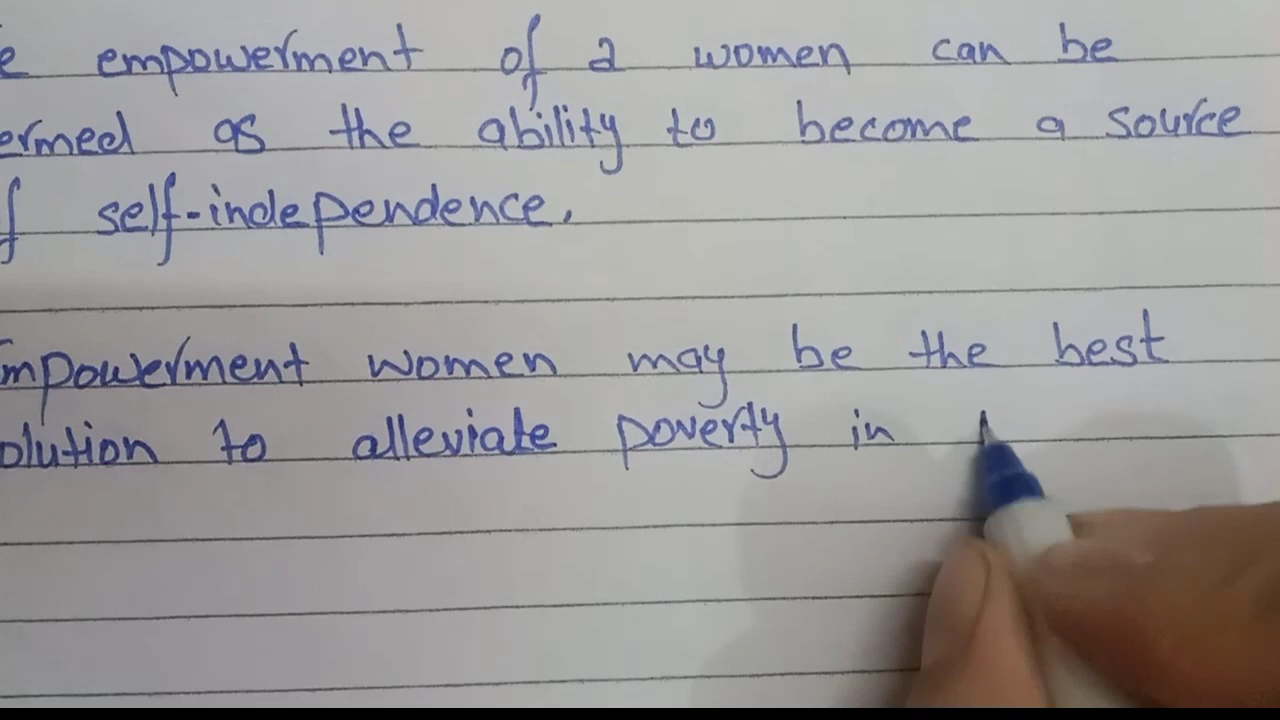 e empowerment of a women can be
ermed as the ability to become a source
f self-independence.
mpowerment women may be the best
olution to alleviate poverty in